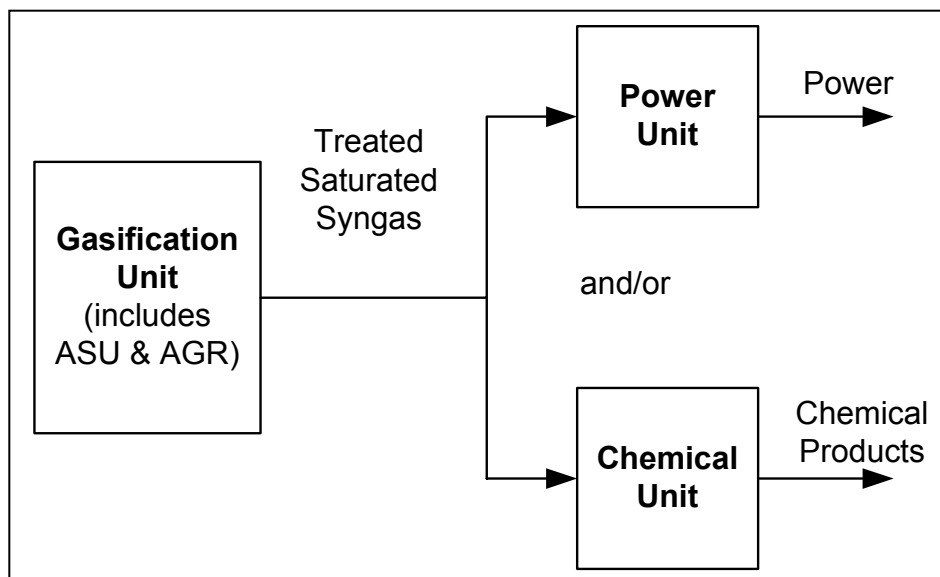 Gasification
Unit
(includes
ASU & AGR)
Treated
Saturated
Syngas
Power
Unit
Power
and/or
Chemical
Unit
Chemical
Products